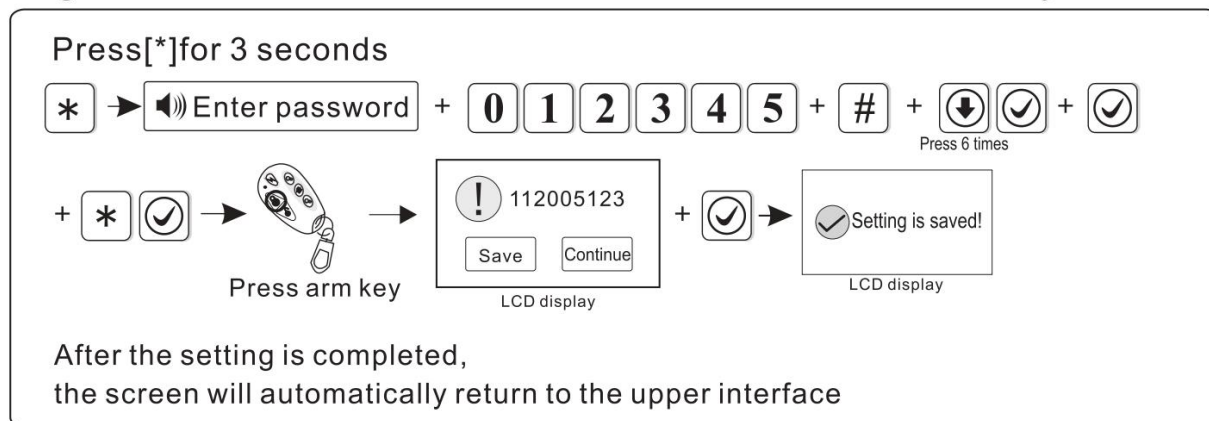 Press[*]for 3 seconds
* Enter password + 0 1 2 3 4 5 + # + +
Press 6 times
+ * 112005123 + Setting is saved!
Save Continue
Press arm key
LCD display
LCD display
After the setting is completed,
the screen will automatically return to the upper interface